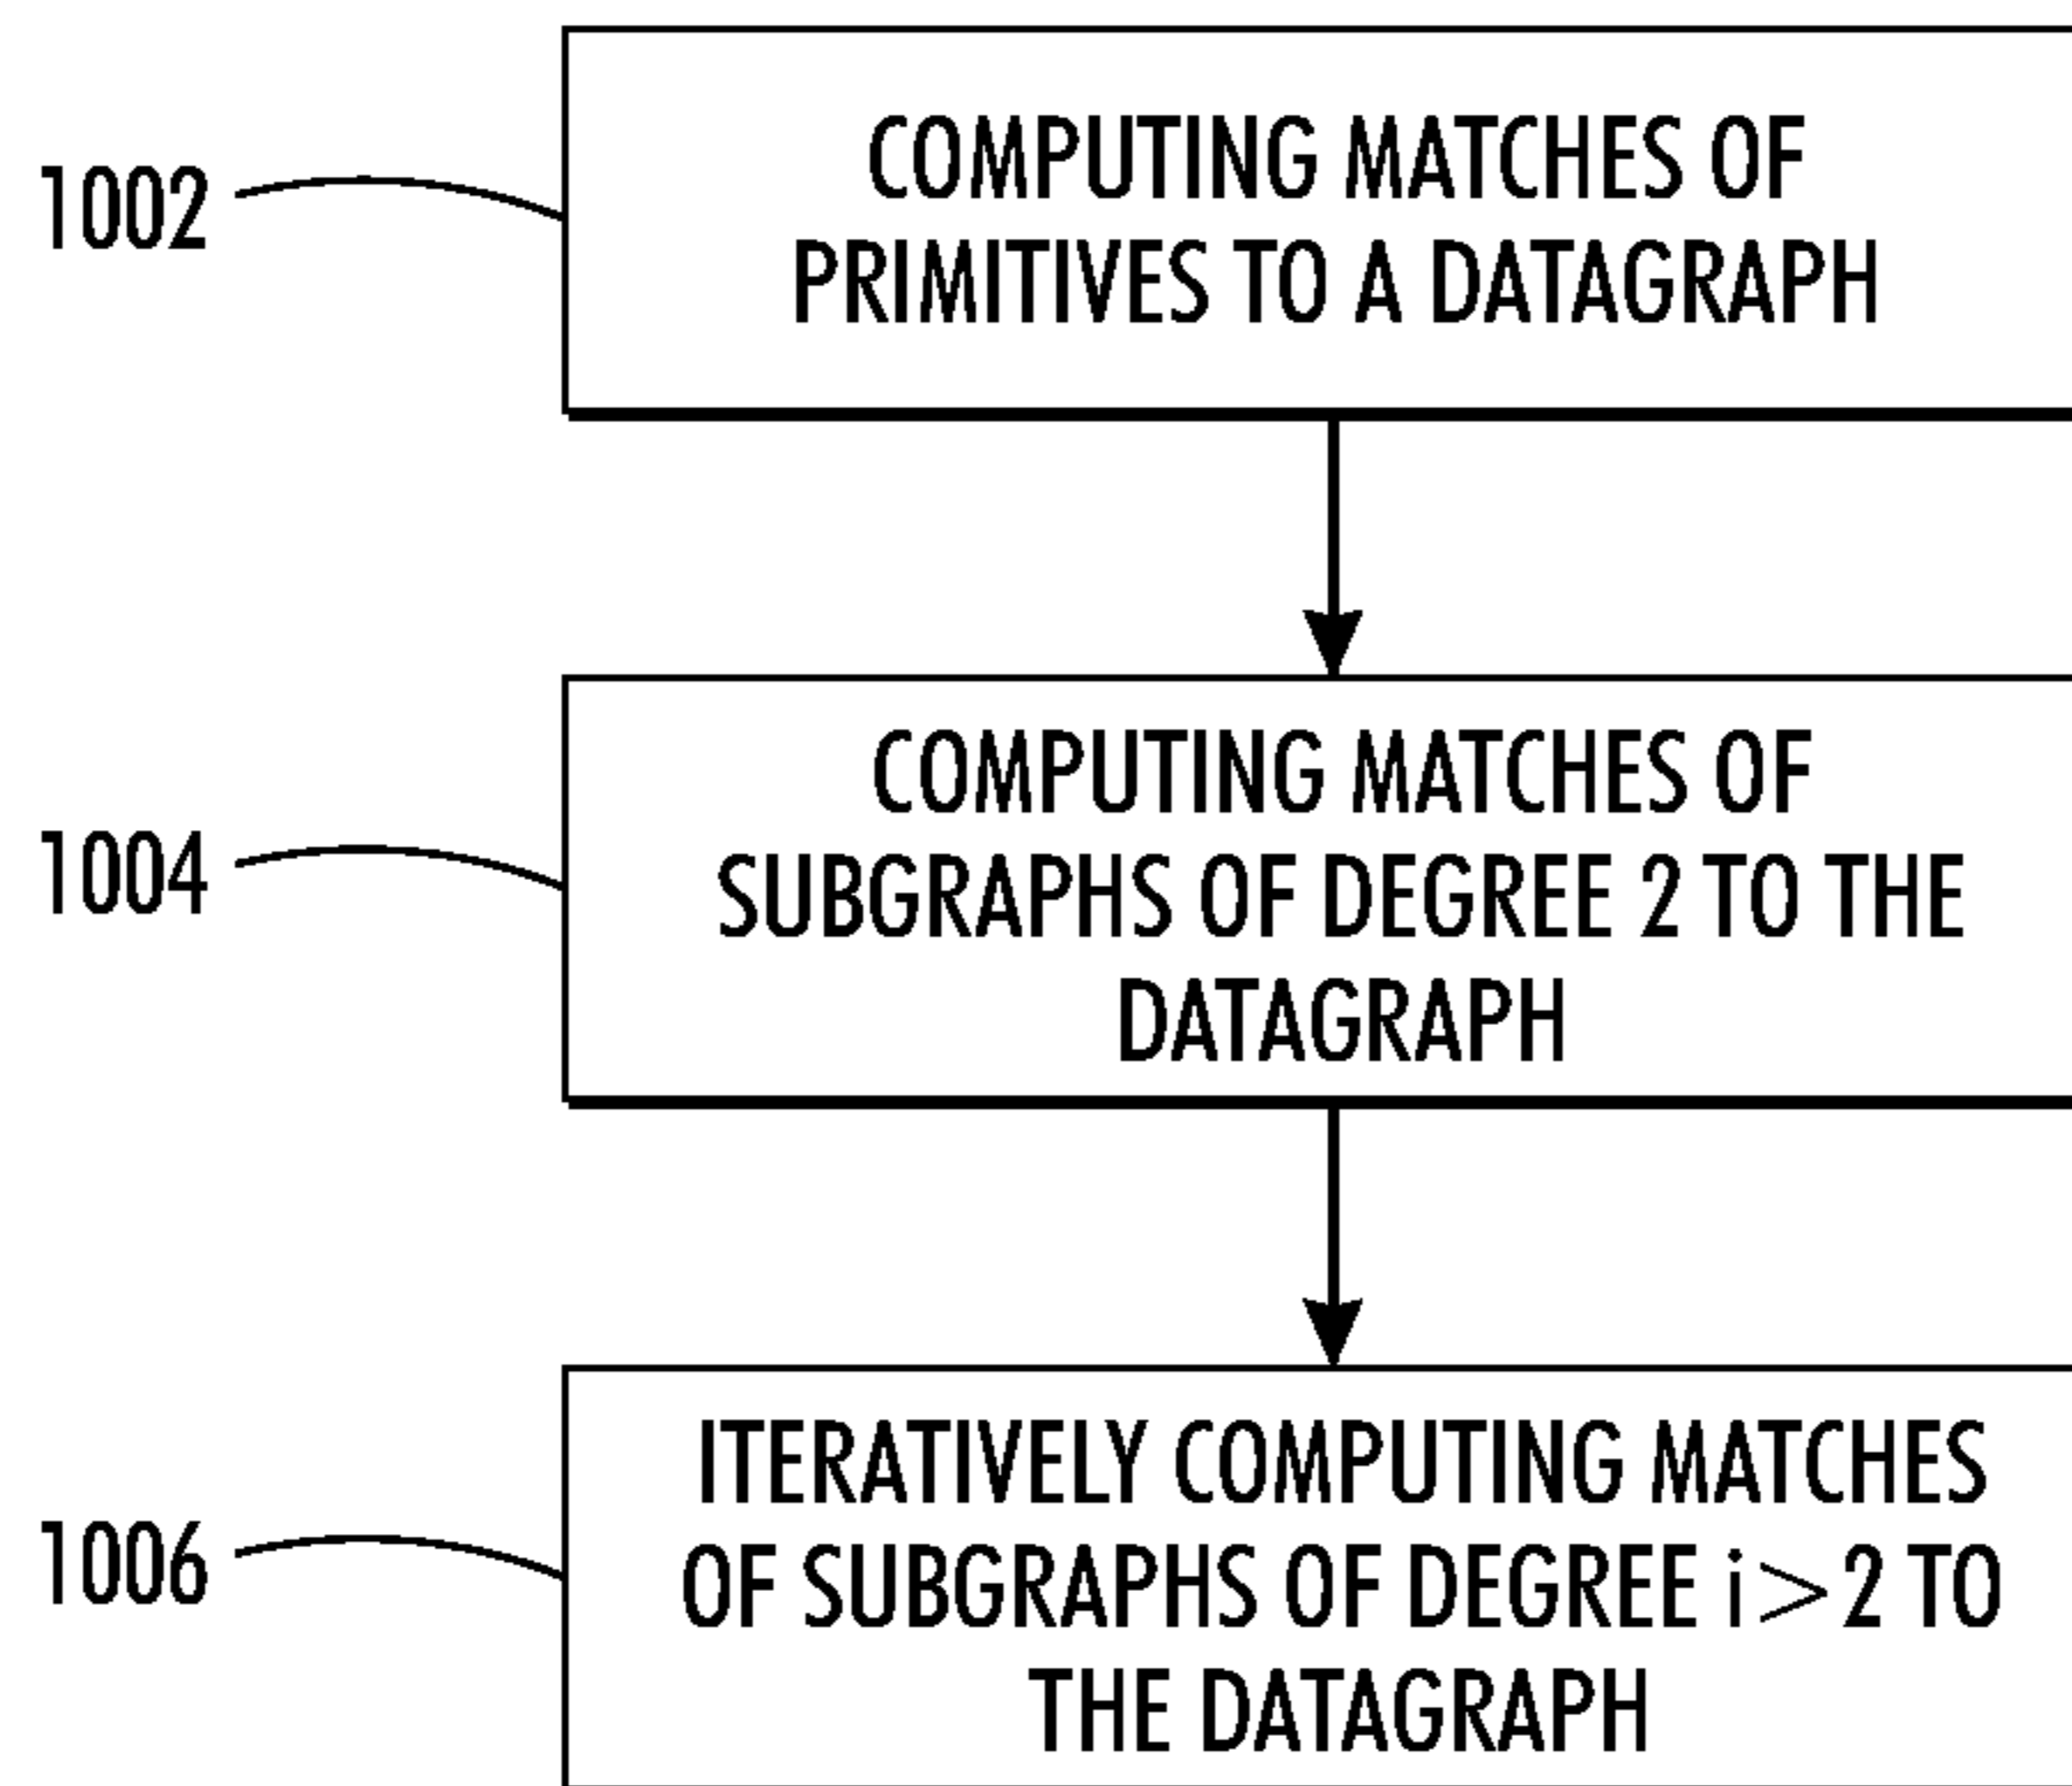 1002
COMPUTING MATCHES OF
PRIMITIVES TO A DATAGRAPH
1004
COMPUTING MATCHES OF
SUBGRAPHS OF DEGREE 2 TO THE
DATAGRAPH
1006
ITERATIVELY COMPUTING MATCHES
OF SUBGRAPHS OF DEGREE i>2 TO
THE DATAGRAPH